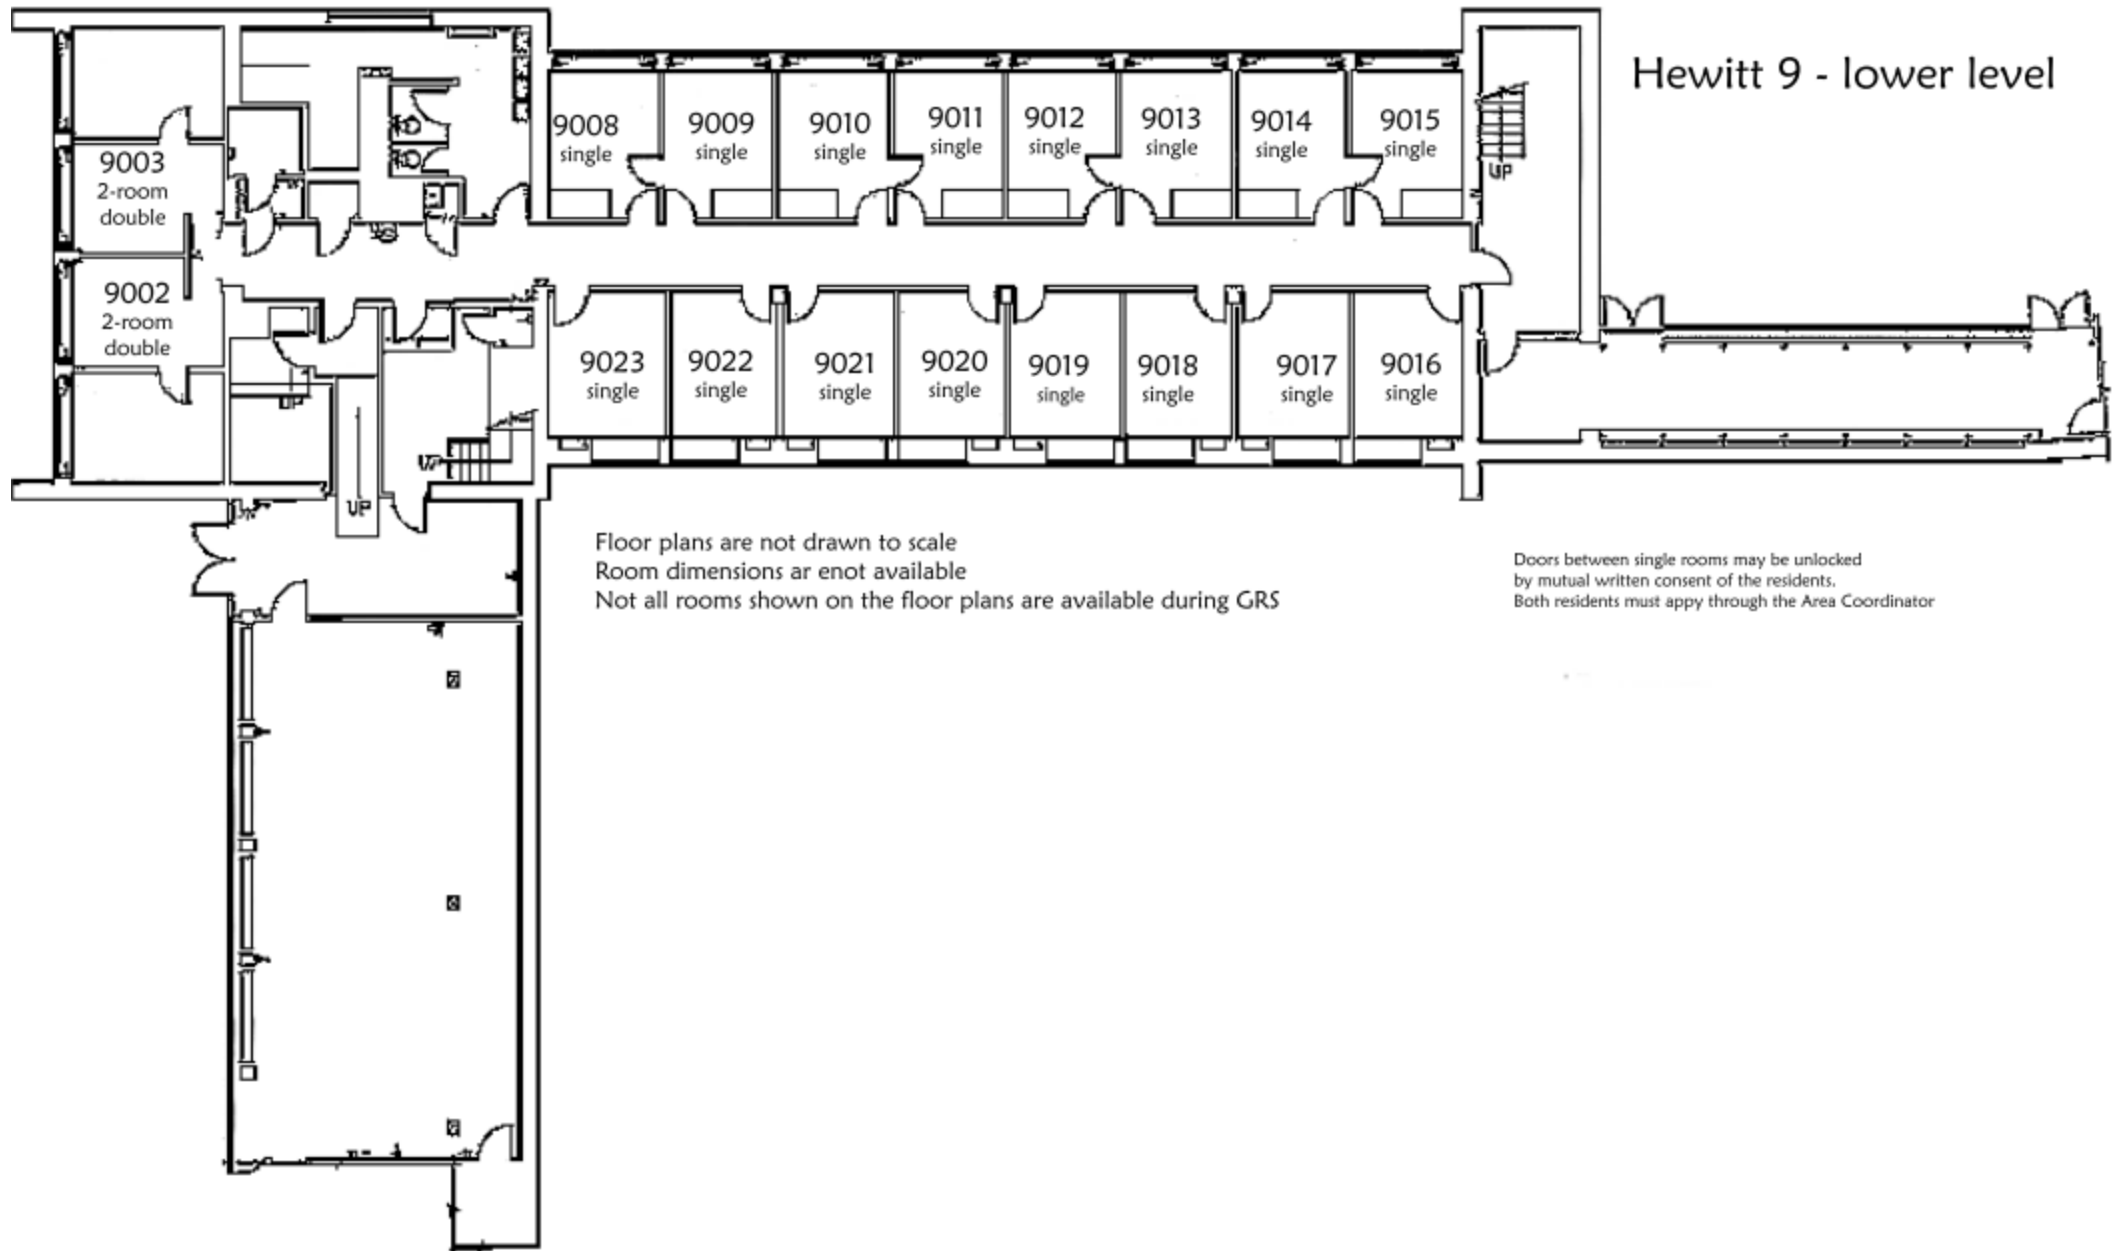 Hewitt 9 - lower level
9008
single
9009
single
9010
single
9011
single
9012
single
9013
single
9014
single
9015
single
UP
9003
2-room
double
9002
2-room
double
9023
single
9022
single
9021
single
9020
single
9019
single
9018
single
9017
single
9016
single
UP
UP
Floor plans are not drawn to scale
Room dimensions ar enot available
Not all rooms shown on the floor plans are available during GRS
Doors between single rooms may be unlocked
by mutual written consent of the residents.
Both residents must appy through the Area Coordinator